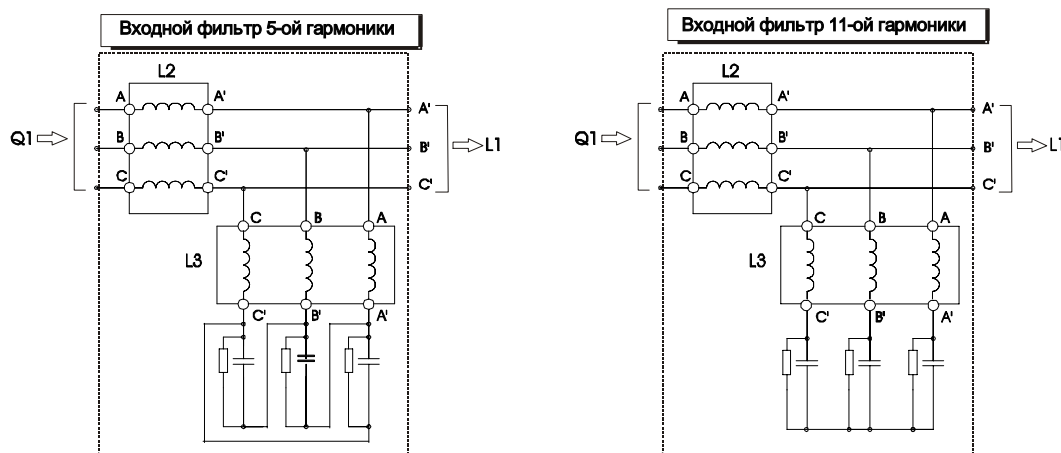 Входной фильтр 5-ой гармоники
L2
A A'
A'
Q1
B B'
B'
L1
C C'
C'
C B A
L3
C' B' A'
Входной фильтр 11-ой гармоники
L2
A A'
A'
Q1
B B'
B'
L1
C C'
C'
C B A
L3
C' B' A'